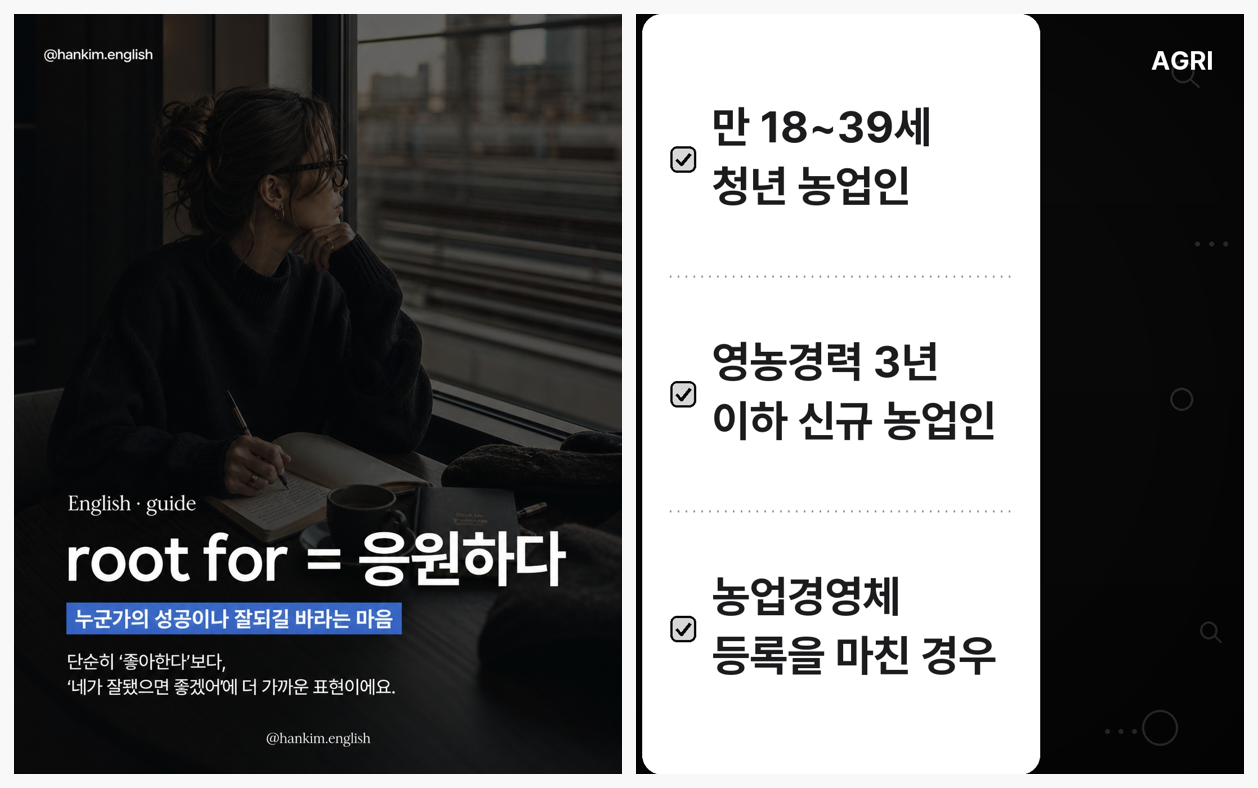 @hankim.english
English · guide
root for = 응원하다
누군가의 성공이나 잘되길 바라는 마음
단순히 ‘좋아한다’보다,
‘네가 잘됐으면 좋겠어’에 더 가까운 표현이에요.
@hankim.english
AGRI
만 18~39세
청년 농업인
영농경력 3년
이하 신규 농업인
농업경영체
등록을 마친 경우